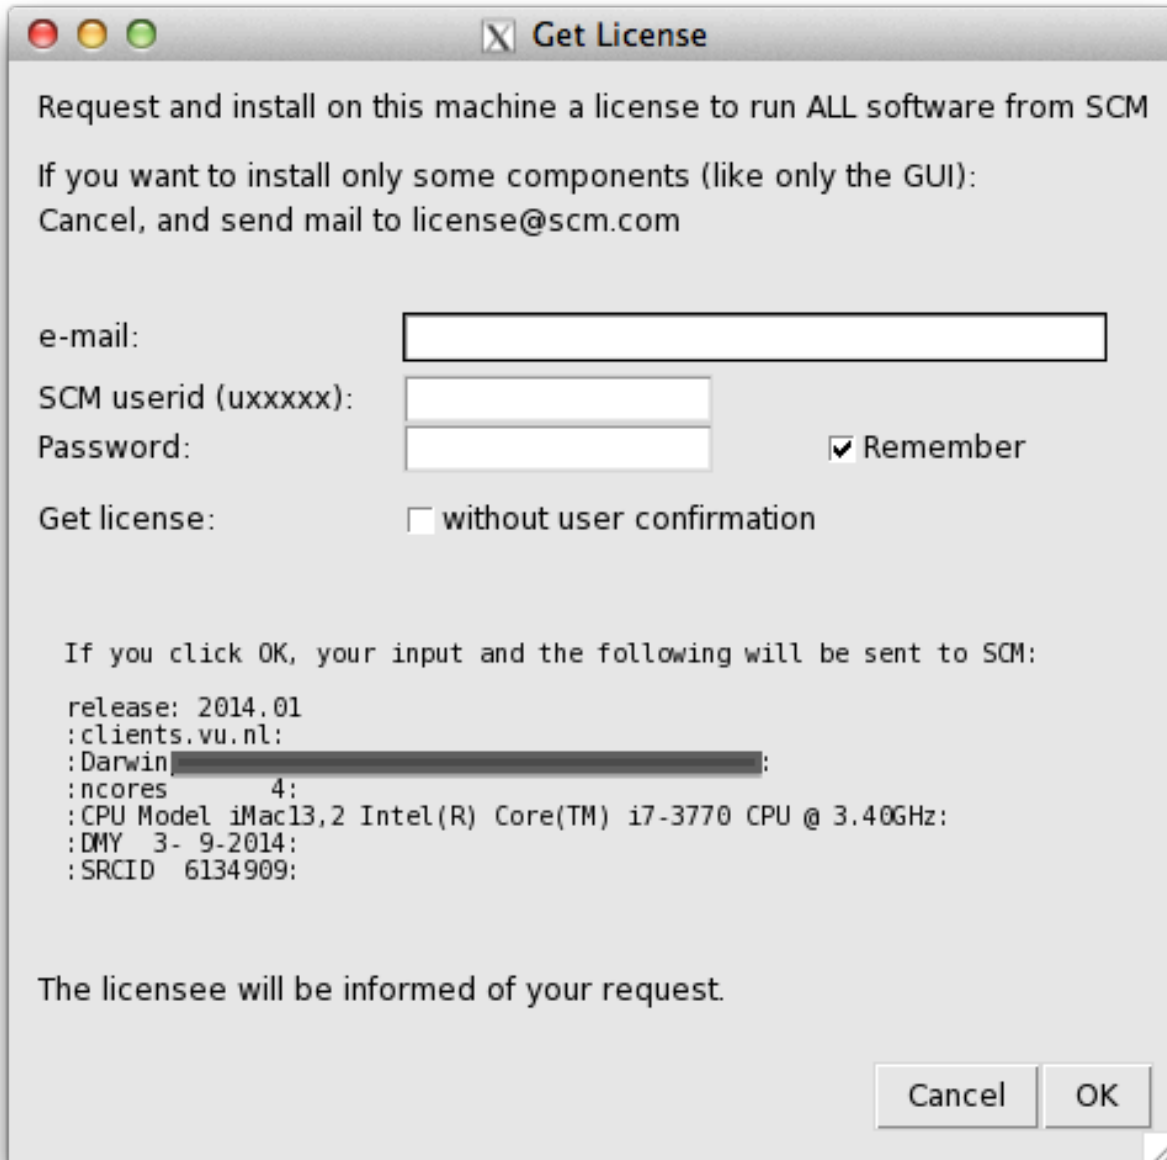 Get License
Request and install on this machine a license to run ALL software from SCM
If you want to install only some components (like only the GUI):
Cancel, and send mail to license@scm.com
e-mail:
SCM userid (uxxxxx):
Password:
Remember
Get license:
without user confirmation
If you click OK, your input and the following will be sent to SCM:
release: 2014.01
:clients.vu.nl:
:Darwin :
:ncores 4:
:CPU Model iMac13,2 Intel(R) Core(TM) i7-3770 CPU @ 3.40GHz:
:DMY 3- 9-2014:
:SRCID 6134909:
The licensee will be informed of your request.
Cancel
OK